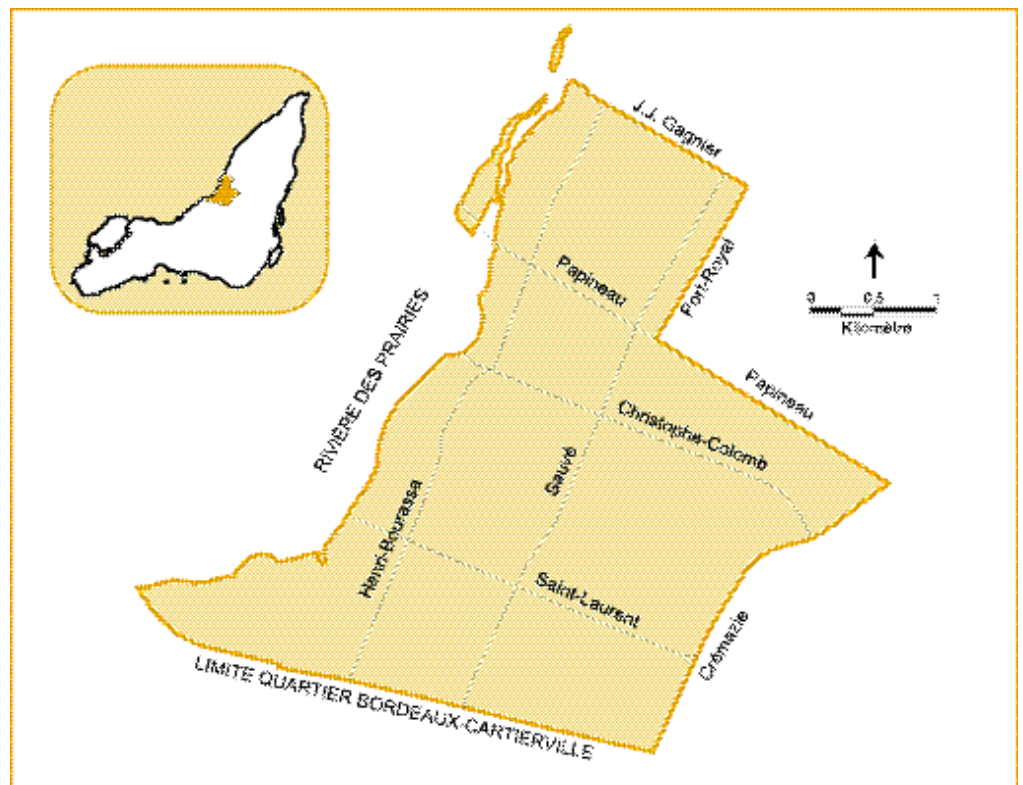 J.J. Gagnier
Papineau
Port-Royal
RIVIÈRE DES PRAIRIES
0 0,5 1
Kilomètre
Papineau
Christophe-Colomb
Sauvé
Henri-Bourassa
Saint-Laurent
Crémazie
LIMITE QUARTIER BORDEAUX-CARTIERVILLE